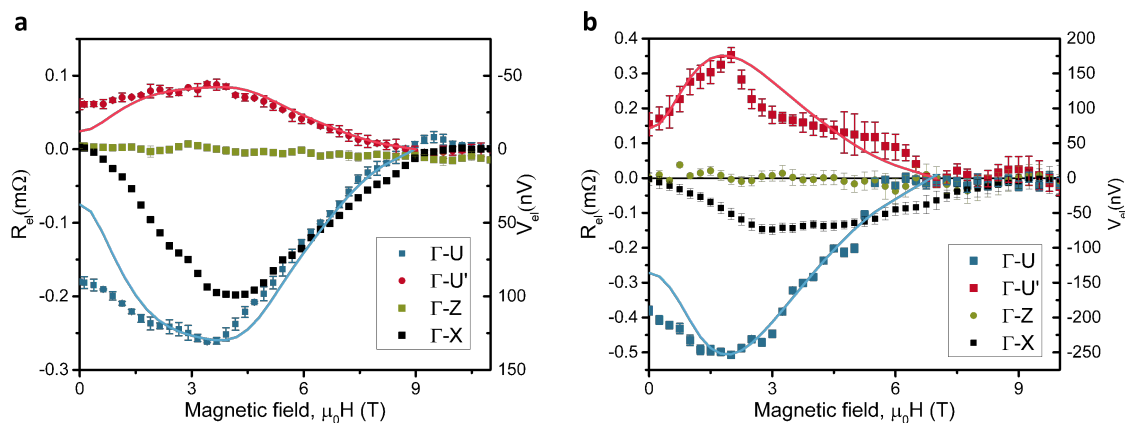 a
0.1
0.0
-0.1
-0.2
-0.3
R_el(mΩ)
-50
0
50
100
150
V_el(nV)
0
3
6
9
Magnetic field, μ₀H (T)
Γ-U
Γ-U'
Γ-Z
Γ-X
b
0.4
0.3
0.2
0.1
0.0
-0.1
-0.2
-0.3
-0.4
-0.5
R_el(mΩ)
200
150
100
50
0
-50
-100
-150
-200
-250
V_el(nV)
0
3
6
9
Magnetic field, μ₀H (T)
Γ-U
Γ-U'
Γ-Z
Γ-X